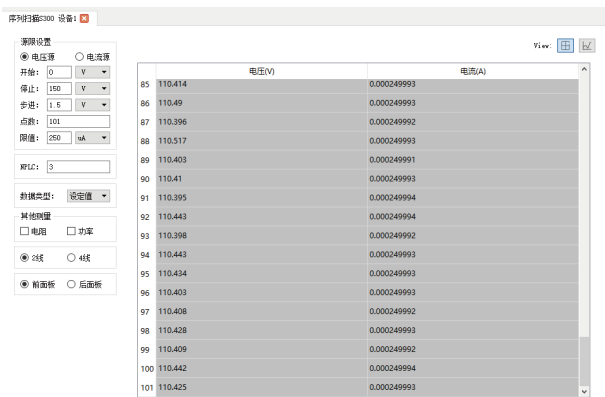 序列扫描S300 设备1
源限设置
电压源 电流源
开始: 0 V
停止: 150 V
步进: 1.5 V
点数: 101
限值: 250 uA
NPLC: 3
数据类型: 设定值
其他测量
电阻 功率
2线 4线
前面板 后面板
View:
电压(V) 电流(A)
85 110.414 0.000249993
86 110.49 0.000249993
87 110.396 0.000249992
88 110.517 0.000249993
89 110.403 0.000249991
90 110.41 0.000249993
91 110.395 0.000249994
92 110.443 0.000249994
93 110.398 0.000249992
94 110.443 0.000249993
95 110.434 0.000249993
96 110.403 0.000249993
97 110.408 0.000249992
98 110.428 0.000249993
99 110.409 0.000249992
100 110.442 0.000249994
101 110.425 0.000249993